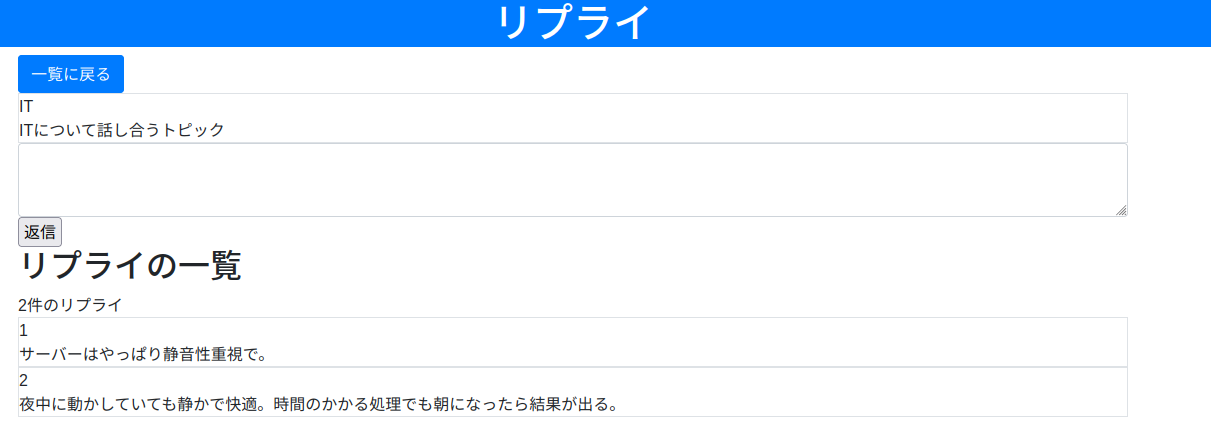 リプライ
一覧に戻る
IT
ITについて話し合うトピック
返信
リプライの一覧
2件のリプライ
1
サーバーはやっぱり静音性重視で。
2
夜中に動かしていても静かで快適。時間のかかる処理でも朝になったら結果が出る。